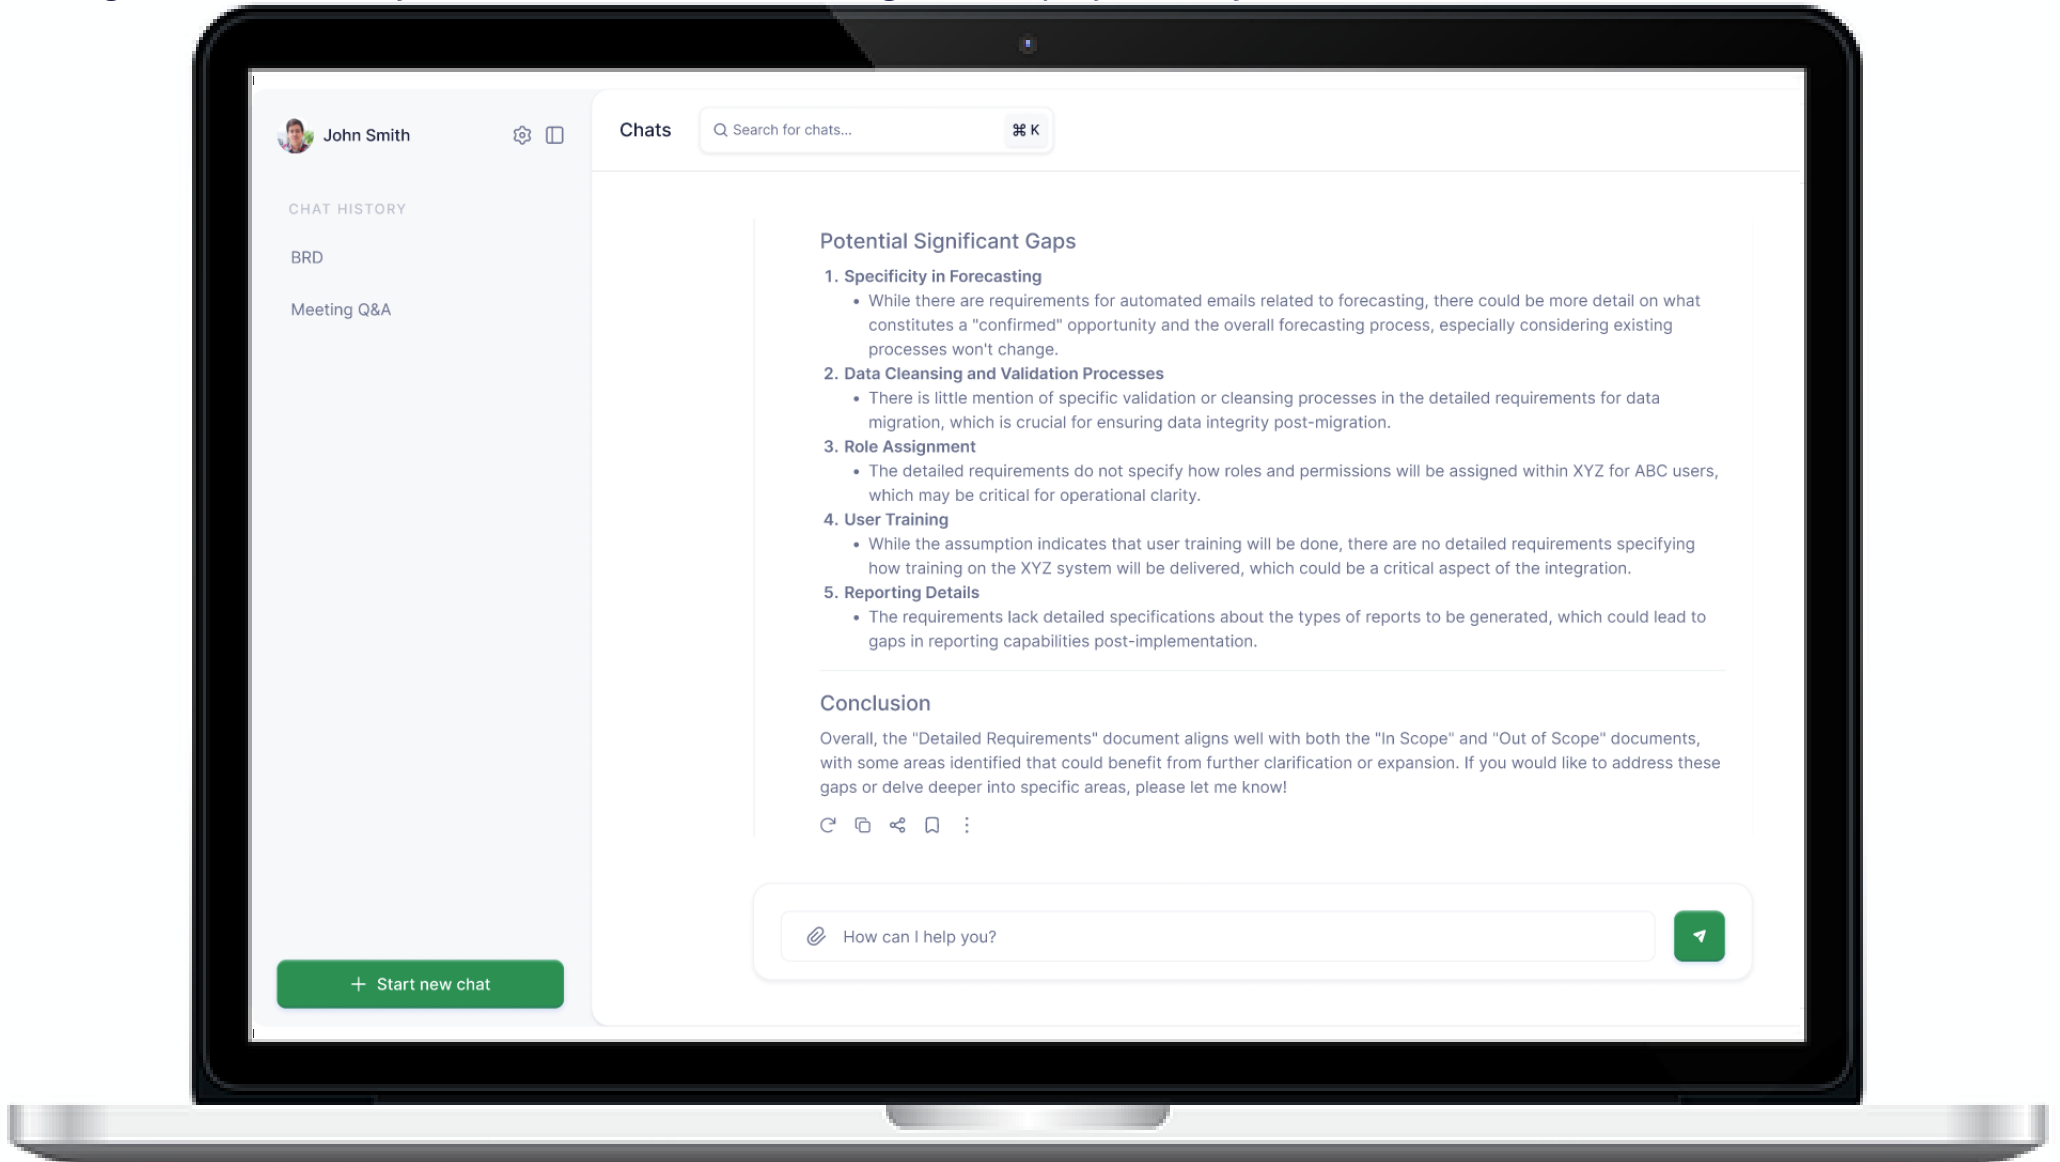 John Smith
Chats
Search for chats...
⌘ K
CHAT HISTORY
BRD
Meeting Q&A
Potential Significant Gaps
1. Specificity in Forecasting
• While there are requirements for automated emails related to forecasting, there could be more detail on what
constitutes a "confirmed" opportunity and the overall forecasting process, especially considering existing
processes won't change.
2. Data Cleansing and Validation Processes
• There is little mention of specific validation or cleansing processes in the detailed requirements for data
migration, which is crucial for ensuring data integrity post-migration.
3. Role Assignment
• The detailed requirements do not specify how roles and permissions will be assigned within XYZ for ABC users,
which may be critical for operational clarity.
4. User Training
• While the assumption indicates that user training will be done, there are no detailed requirements specifying
how training on the XYZ system will be delivered, which could be a critical aspect of the integration.
5. Reporting Details
• The requirements lack detailed specifications about the types of reports to be generated, which could lead to
gaps in reporting capabilities post-implementation.
Conclusion
Overall, the "Detailed Requirements" document aligns well with both the "In Scope" and "Out of Scope" documents,
with some areas identified that could benefit from further clarification or expansion. If you would like to address these
gaps or delve deeper into specific areas, please let me know!
How can I help you?
+ Start new chat